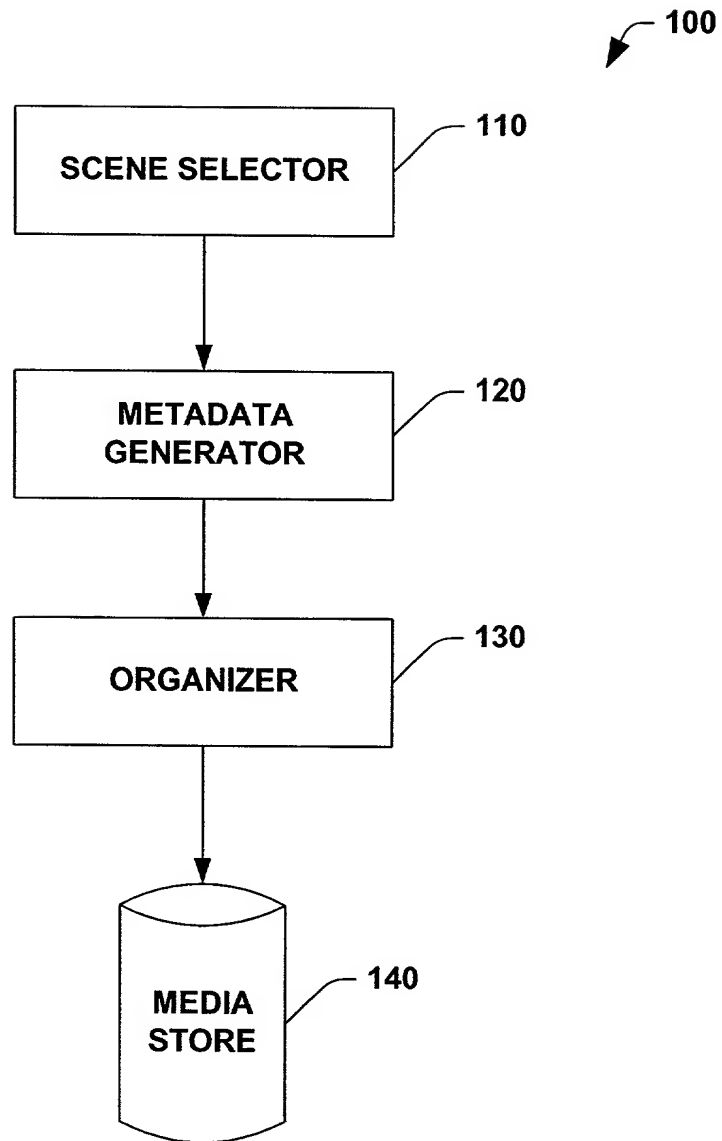 100
110
SCENE SELECTOR
120
METADATA
GENERATOR
130
ORGANIZER
140
MEDIA
STORE